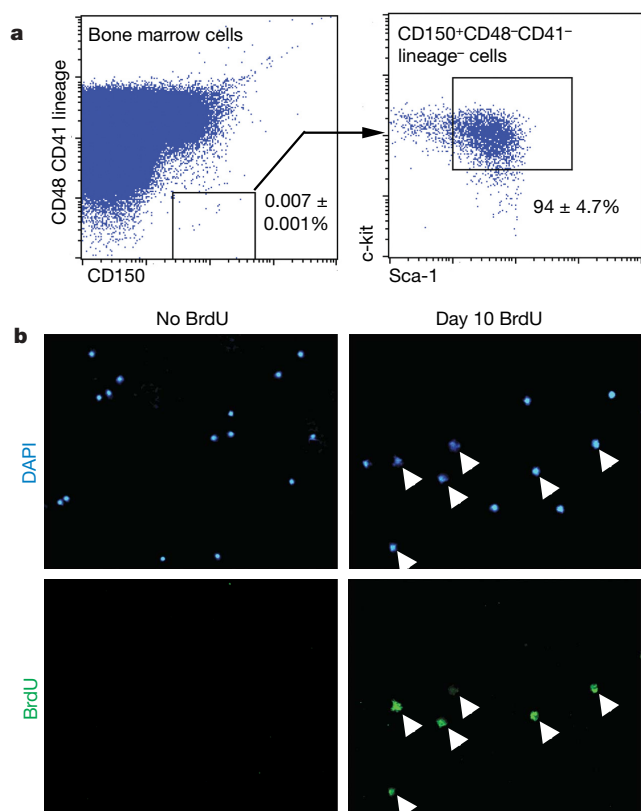 a
Bone marrow cells
CD48 CD41 lineage
CD150
0.007 ±
0.001%
CD150⁺CD48⁻CD41⁻
lineage⁻ cells
c-kit
94 ± 4.7%
Sca-1
b
No BrdU
Day 10 BrdU
DAPI
BrdU